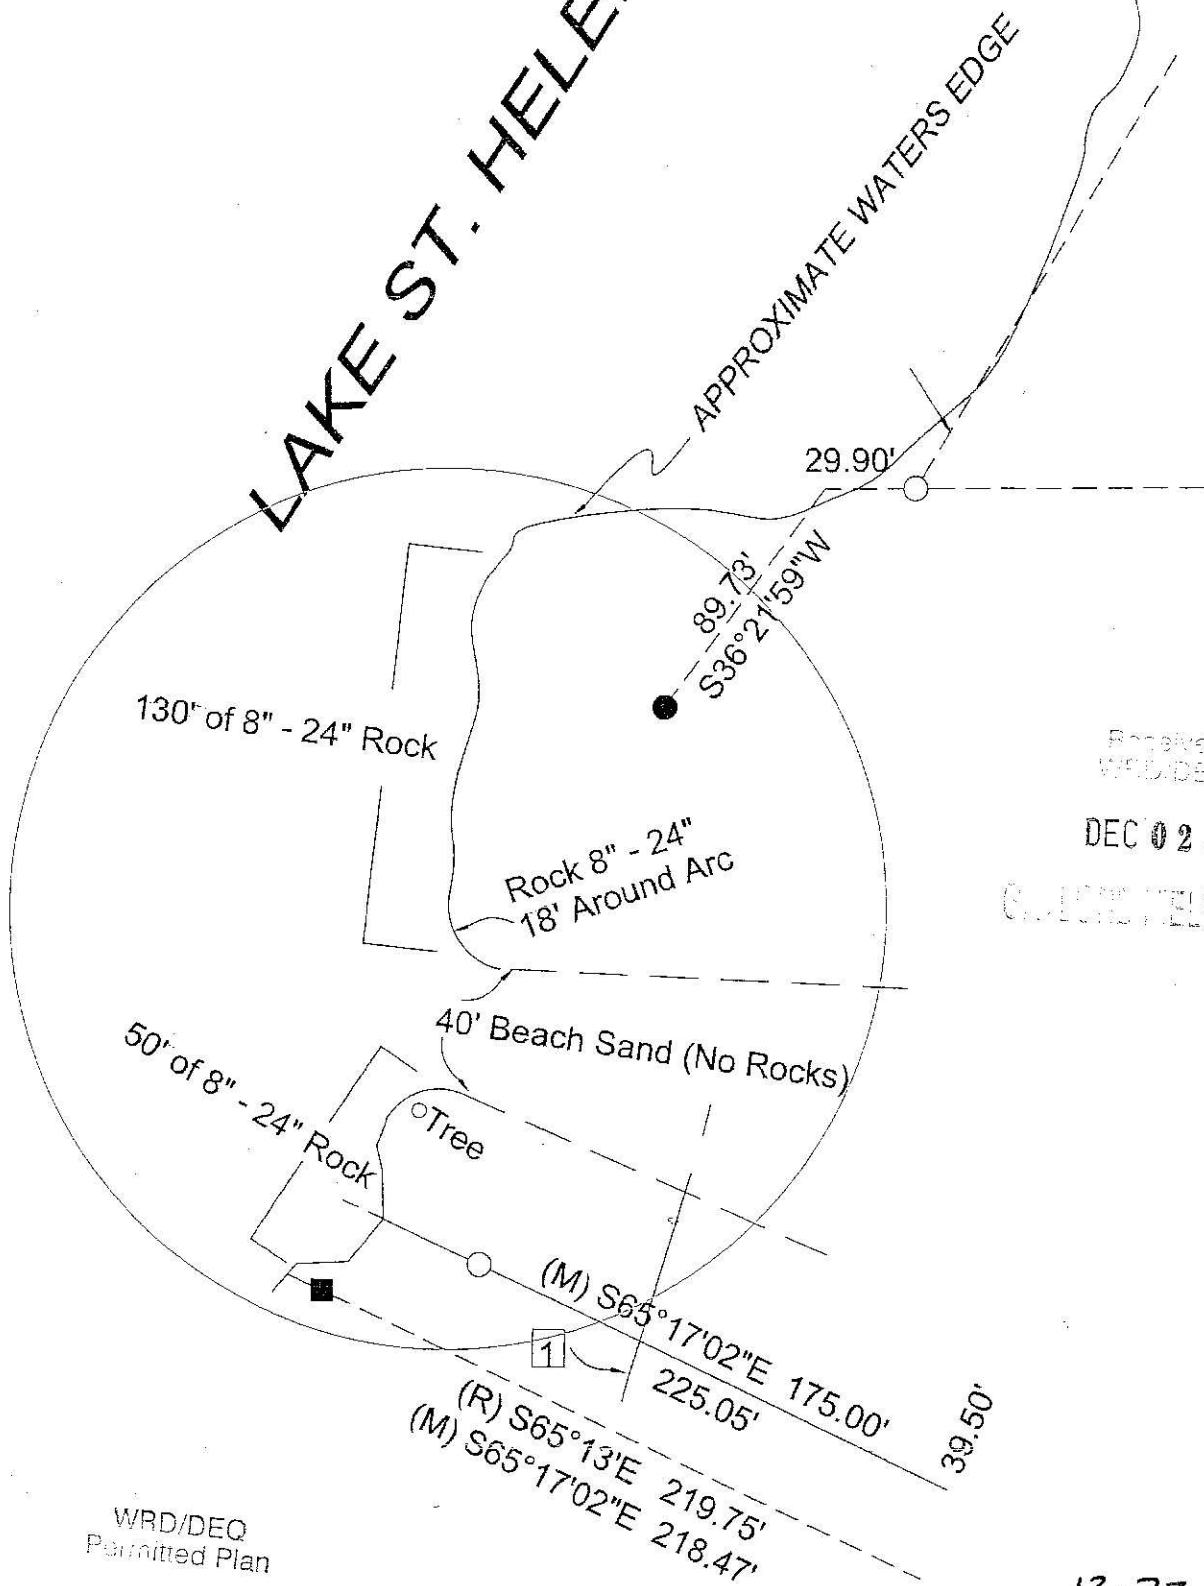 LAKE ST.
APPROXIMATE WATERS EDGE
29.90'
89.73'
S36°21'59"W
130' of 8" - 24" Rock
DEC 02
Rock 8" - 24"
18' Around Arc
40' Beach Sand (No Rocks)
50' of 8" - 24" Rock
Tree
(M) S65°17'02"E 175.00'
1
225.05'
39.50'
(R) S65°13'E 219.75'
(M) S65°17'02"E 218.47'
WRD/DEQ
Permitted Plan